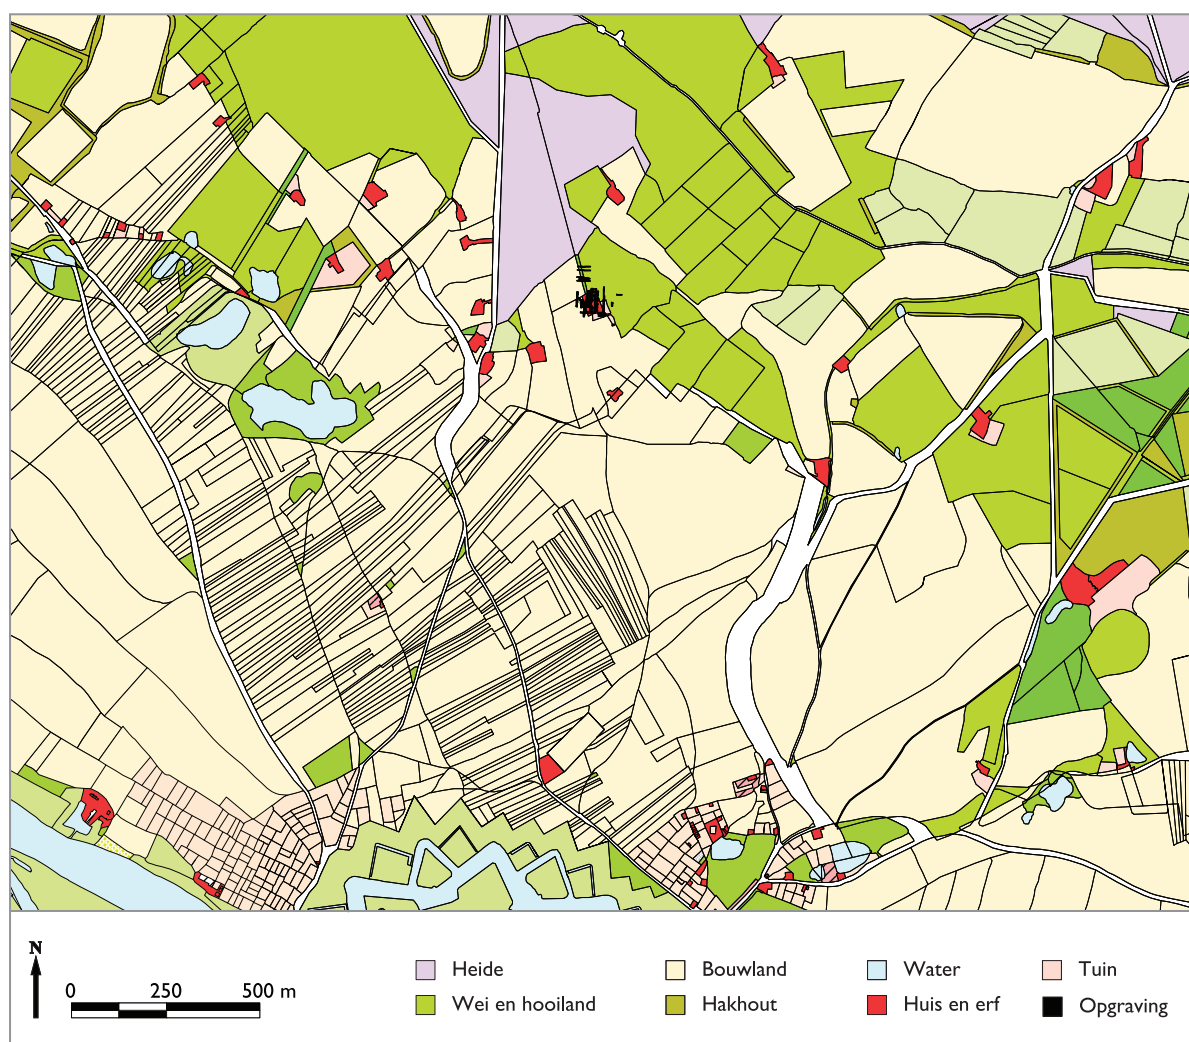 N
0 250 500 m
Heide Bouwland Water Tuin
Wei en hooiland Hakhout Huis en erf Opgraving